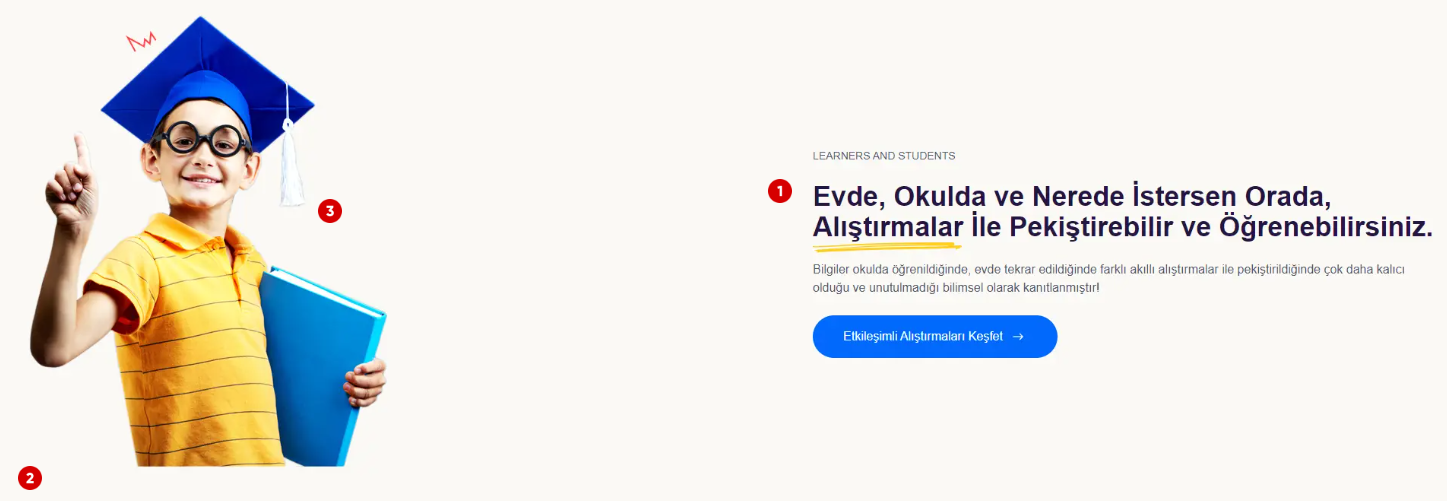 LEARNERS AND STUDENTS
1
Evde, Okulda ve Nerede İstersen Orada,
Alıştırmalar İle Pekiştirebilir ve Öğrenebilirsiniz.
3
Bilgiler okulda öğrenildiğinde, evde tekrar edildiğinde farklı akıllı alıştırmalar ile pekiştirildiğinde çok daha kalıcı
olduğu ve unutulmadığı bilimsel olarak kanıtlanmıştır!
Etkileşimli Alıştırmaları Keşfet →
2